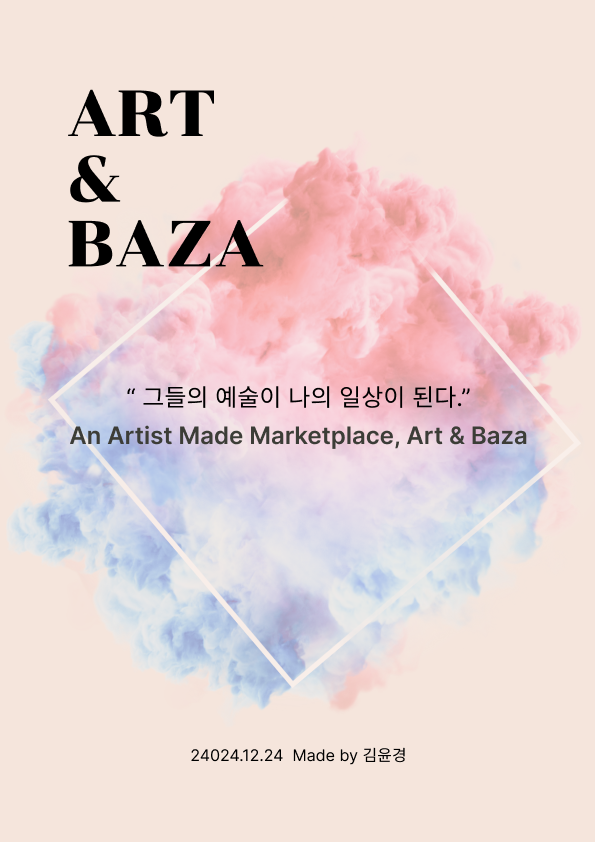 ART
&
BAZA
“ 그들의 예술이 나의 일상이 된다.”
An Artist Made Marketplace, Art & Baza
24024.12.24  Made by 김윤경